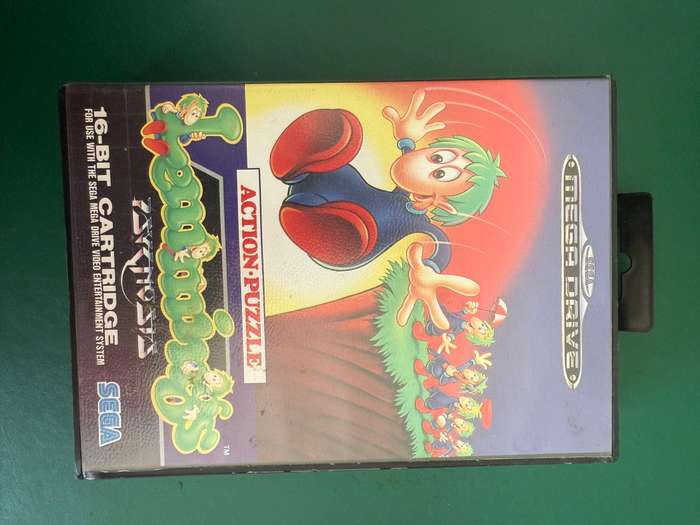 MEGA DRIVE
SEGA
ACTION·PUZZLE
Lemmings
TM
PSYGNOSIS
16-BIT CARTRIDGE
FOR USE WITH THE SEGA MEGA DRIVE VIDEO ENTERTAINMENT SYSTEM
SEGA